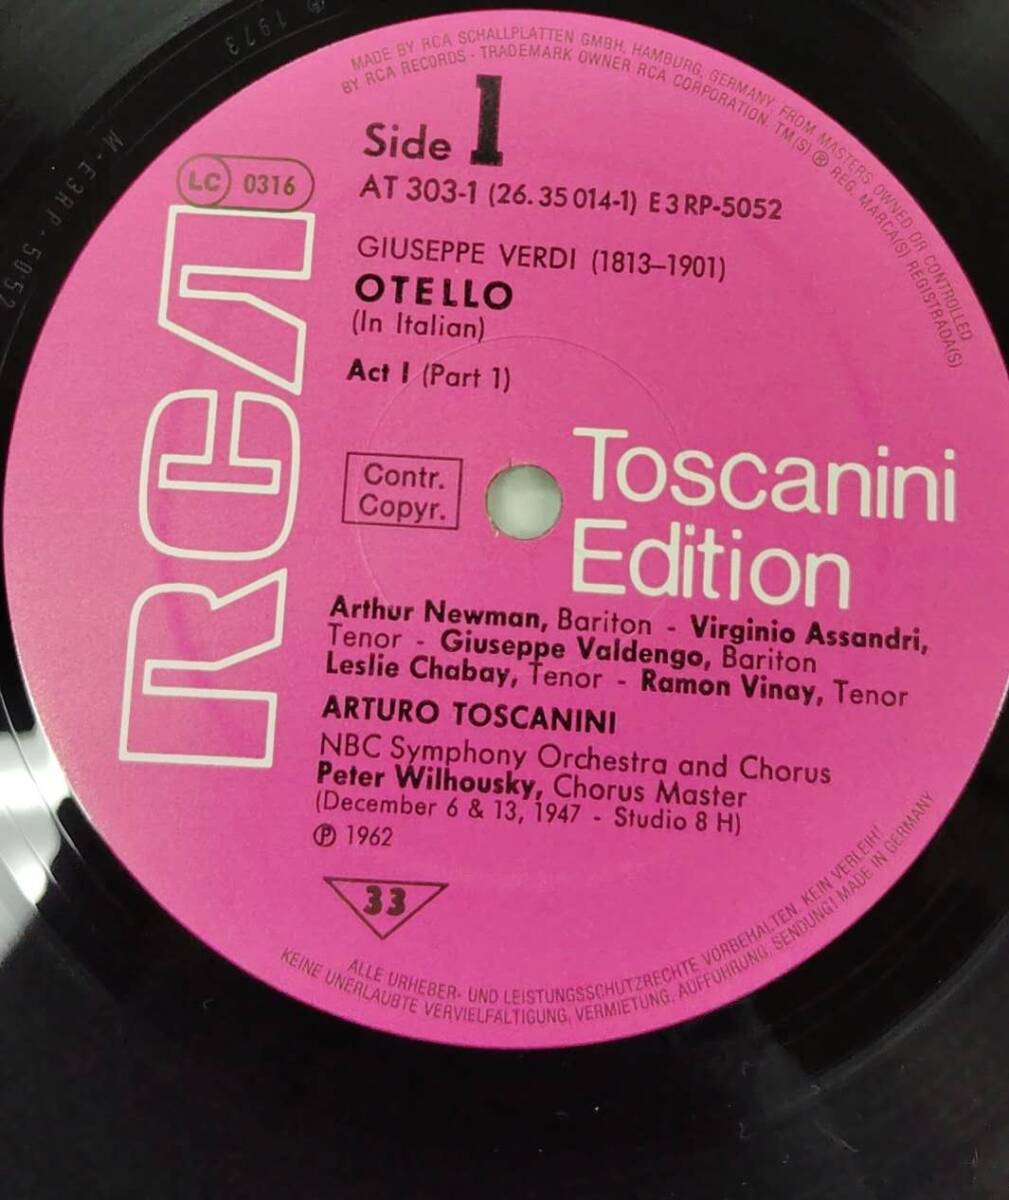 MADE BY RCA SCHALLPLATTEN GMBH, HAMBURG, GERMANY, FROM MASTERS OWNED OR CONTROLLED
BY RCA RECORDS - TRADEMARK OWNER RCA CORPORATION. TM(S) ® REG. MARCA(S) REGISTRADA(S)
Side 1
LC 0316
AT 303-1 (26.35 014-1) E3RP-5052
GIUSEPPE VERDI (1813–1901)
OTELLO
(In Italian)
Act I (Part 1)
RCA
Contr.
Copyr.
Toscanini
Edition
Arthur Newman, Bariton - Virginio Assandri,
Tenor - Giuseppe Valdengo, Bariton
Leslie Chabay, Tenor - Ramon Vinay, Tenor
ARTURO TOSCANINI
NBC Symphony Orchestra and Chorus
Peter Wilhousky, Chorus Master
(December 6 & 13, 1947 - Studio 8 H)
℗ 1962
33
ALLE URHEBER- UND LEISTUNGSSCHUTZRECHTE VORBEHALTEN. KEIN VERLEIH!
KEINE UNERLAUBTE VERVIELFÄLTIGUNG, VERMIETUNG, AUFFÜHRUNG, SENDUNG! MADE IN GERMANY
℗ 1973
M-E3RP-5052